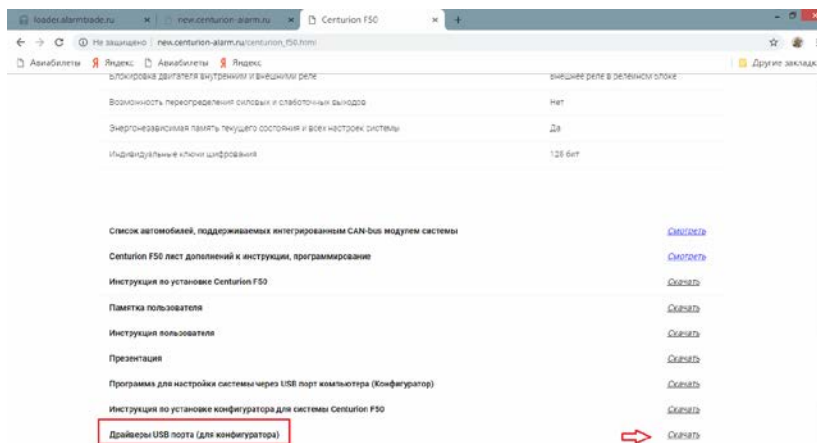 loader.alarmtrade.ru
new.centurion-alarm.ru
Centurion F50
Не защищено | new.centurion-alarm.ru/centurion_f50.html
Авиабилеты Яндекс Авиабилеты Яндекс Другие закладк
Блокировка двигателя внутренним и внешними реле Внешнее реле в релейном блоке
Возможность переопределения силовых и слаботочных выходов Нет
Энергонезависимая память текущего состояния и всех настроек системы Да
Индивидуальные ключи шифрования 128 бит
Список автомобилей, поддерживаемых интегрированным CAN-bus модулем системы Смотреть
Centurion F50 лист дополнений к инструкции, программирование Смотреть
Инструкция по установке Centurion F50 Скачать
Памятка пользователя Скачать
Инструкция пользователя Скачать
Презентация Скачать
Программа для настройки системы через USB порт компьютера (Конфигуратор) Скачать
Инструкция по установке конфигуратора для системы Centurion F50 Скачать
Драйверы USB порта (для конфигуратора) Скачать